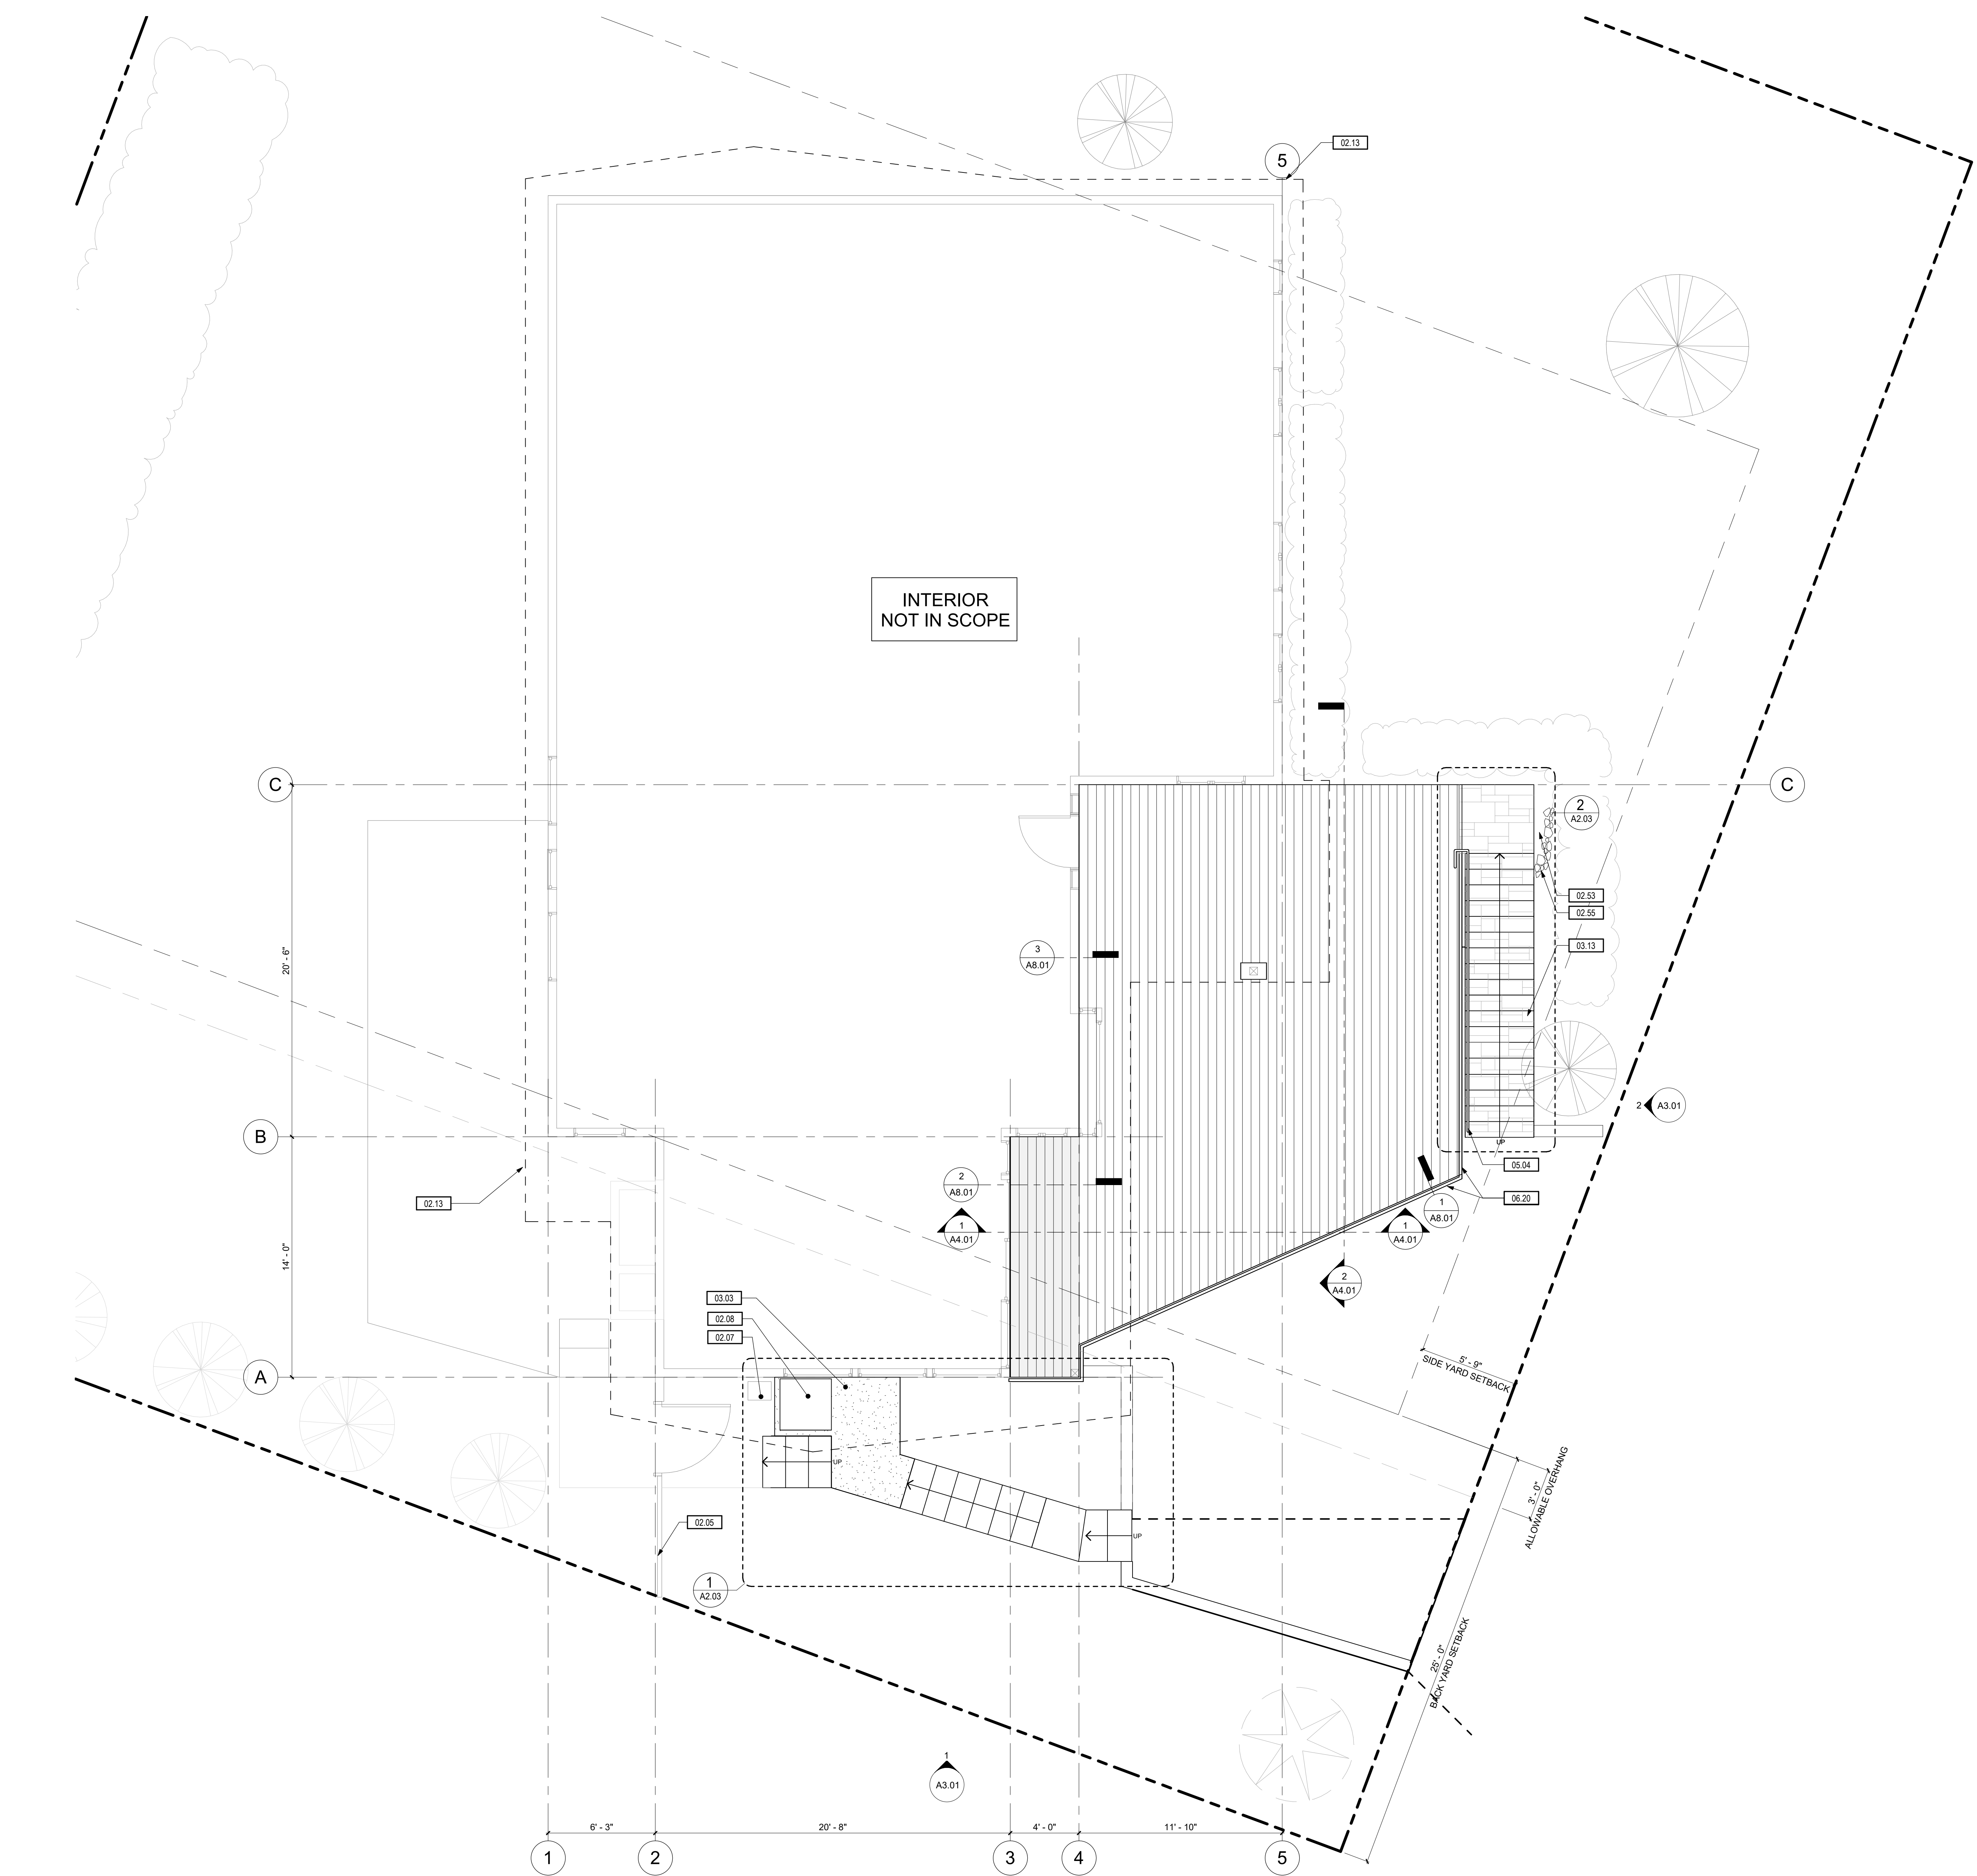 5
02.13
INTERIOR
NOT IN SCOPE
C
C
2
A2.03
02.53
02.55
03.13
3
A8.01
20' - 6"
2
A3.01
B
UP
05.04
2
A8.01
02.13
06.20
1
A8.01
1
A4.01
1
A4.01
14' - 0"
2
A4.01
03.03
02.08
02.07
5' - 9"
SIDE YARD SETBACK
A
UP
3' - 0"
ALLOWABLE OVERHANG
02.05
UP
1
A2.03
25' - 0"
BACK YARD SETBACK
1
A3.01
6' - 3"
20' - 8"
4' - 0"
11' - 10"
1
2
3
4
5